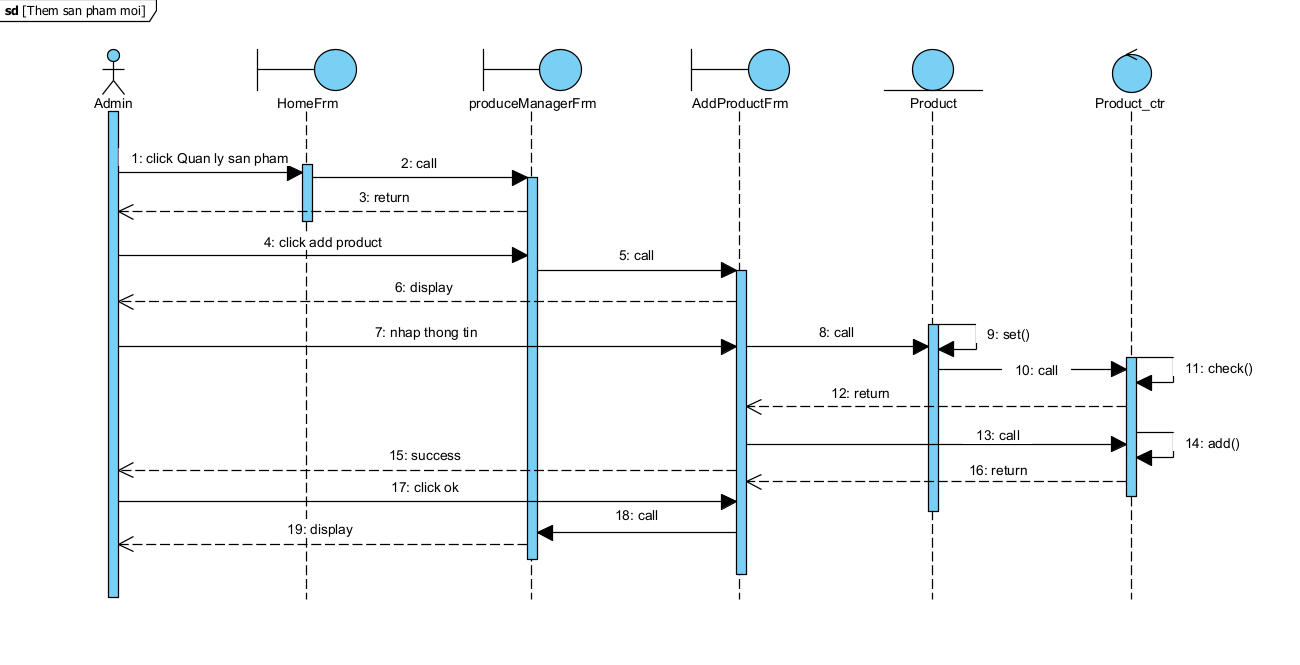 sd [Them san pham moi]
Admin
HomeFrm
produceManagerFrm
AddProductFrm
Product
Product_ctr
1: click Quan ly san pham
2: call
3: return
4: click add product
5: call
6: display
7: nhap thong tin
8: call
9: set()
10: call
11: check()
12: return
13: call
14: add()
15: success
16: return
17: click ok
18: call
19: display